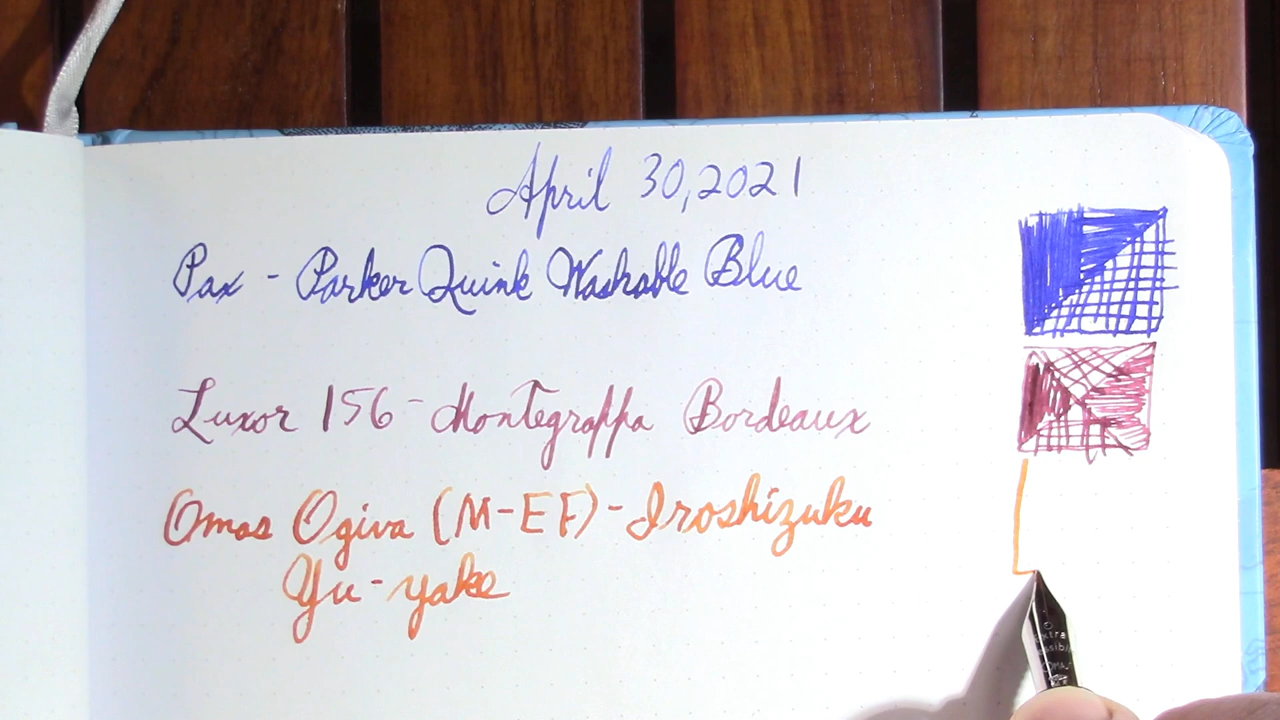 April 30, 2021
Pax - Parker Quink Washable Blue
Luxor 156 - Montegrappa Bordeaux
Omas Ogiva (M-EF) - Iroshizuku
Yu-yake